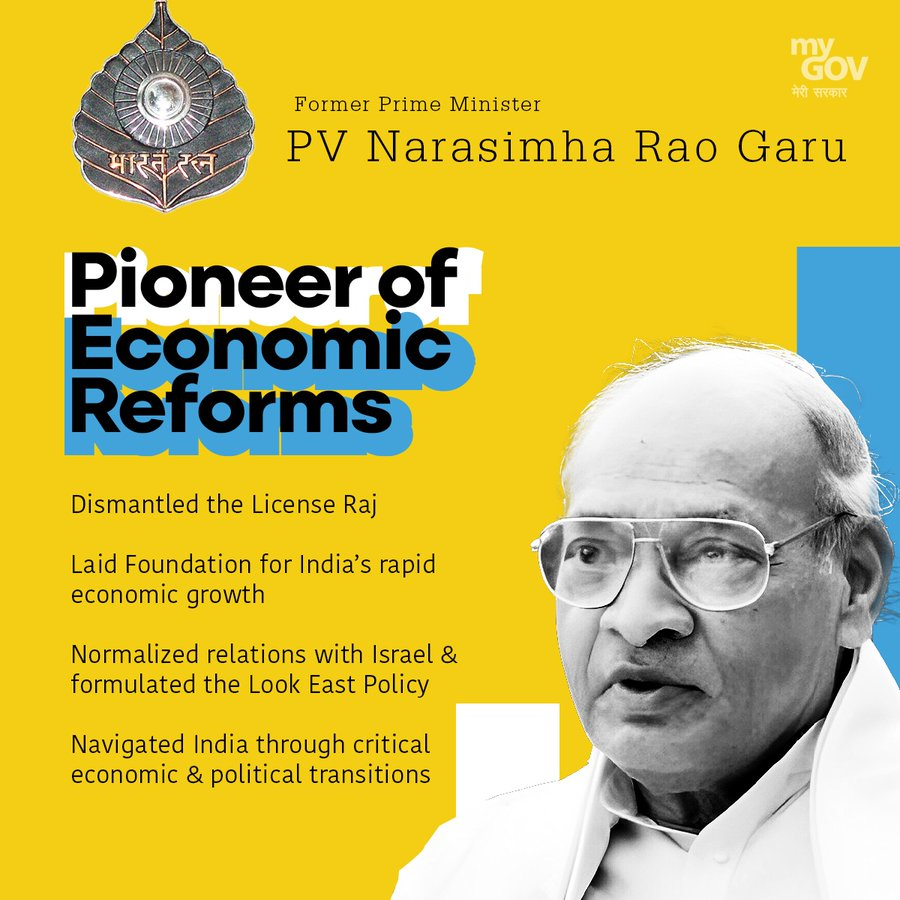 my
GOV
मेरी सरकार
भारत रत्न
Former Prime Minister
PV Narasimha Rao Garu
Pioneer of
Economic
Reforms
Dismantled the License Raj
Laid Foundation for India's rapid
economic growth
Normalized relations with Israel &
formulated the Look East Policy
Navigated India through critical
economic & political transitions